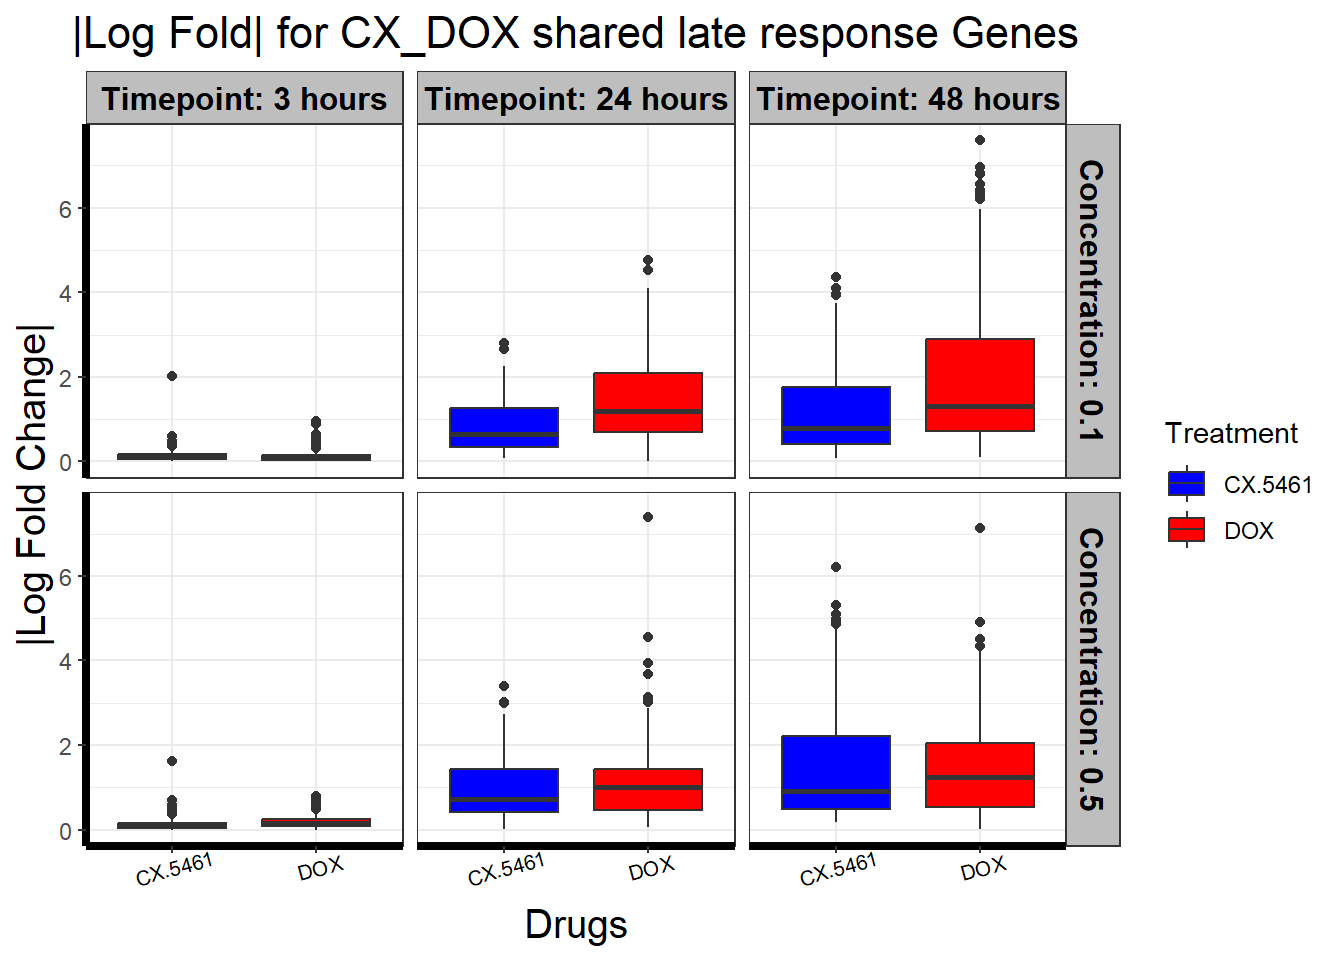 |Log Fold| for CX_DOX shared late response Genes
Timepoint: 3 hours
Timepoint: 24 hours
Timepoint: 48 hours
Concentration: 0.1
Concentration: 0.5
|Log Fold Change|
6
4
2
0
6
4
2
0
CX.5461
DOX
CX.5461
DOX
CX.5461
DOX
Drugs
Treatment
CX.5461
DOX